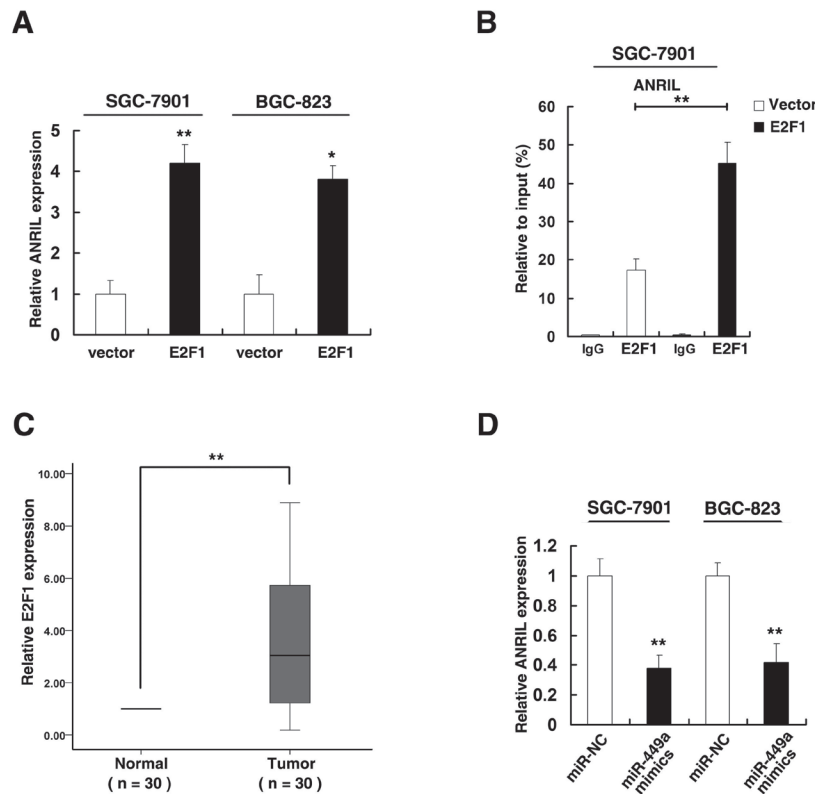 A
SGC-7901 BGC-823
Relative ANRIL expression
5
4
3
2
1
0
** *
vector E2F1 vector E2F1
B
SGC-7901
ANRIL
**
Vector
E2F1
Relative to input (%)
60
50
40
30
20
10
0
IgG E2F1 IgG E2F1
C
**
Relative E2F1 expression
10.00
8.00
6.00
4.00
2.00
0.00
Normal Tumor
( n = 30 ) ( n = 30 )
D
SGC-7901 BGC-823
Relative ANRIL expression
1.2
1
0.8
0.6
0.4
0.2
0
** **
miR-NC miR-449a miR-NC miR-449a
mimics mimics